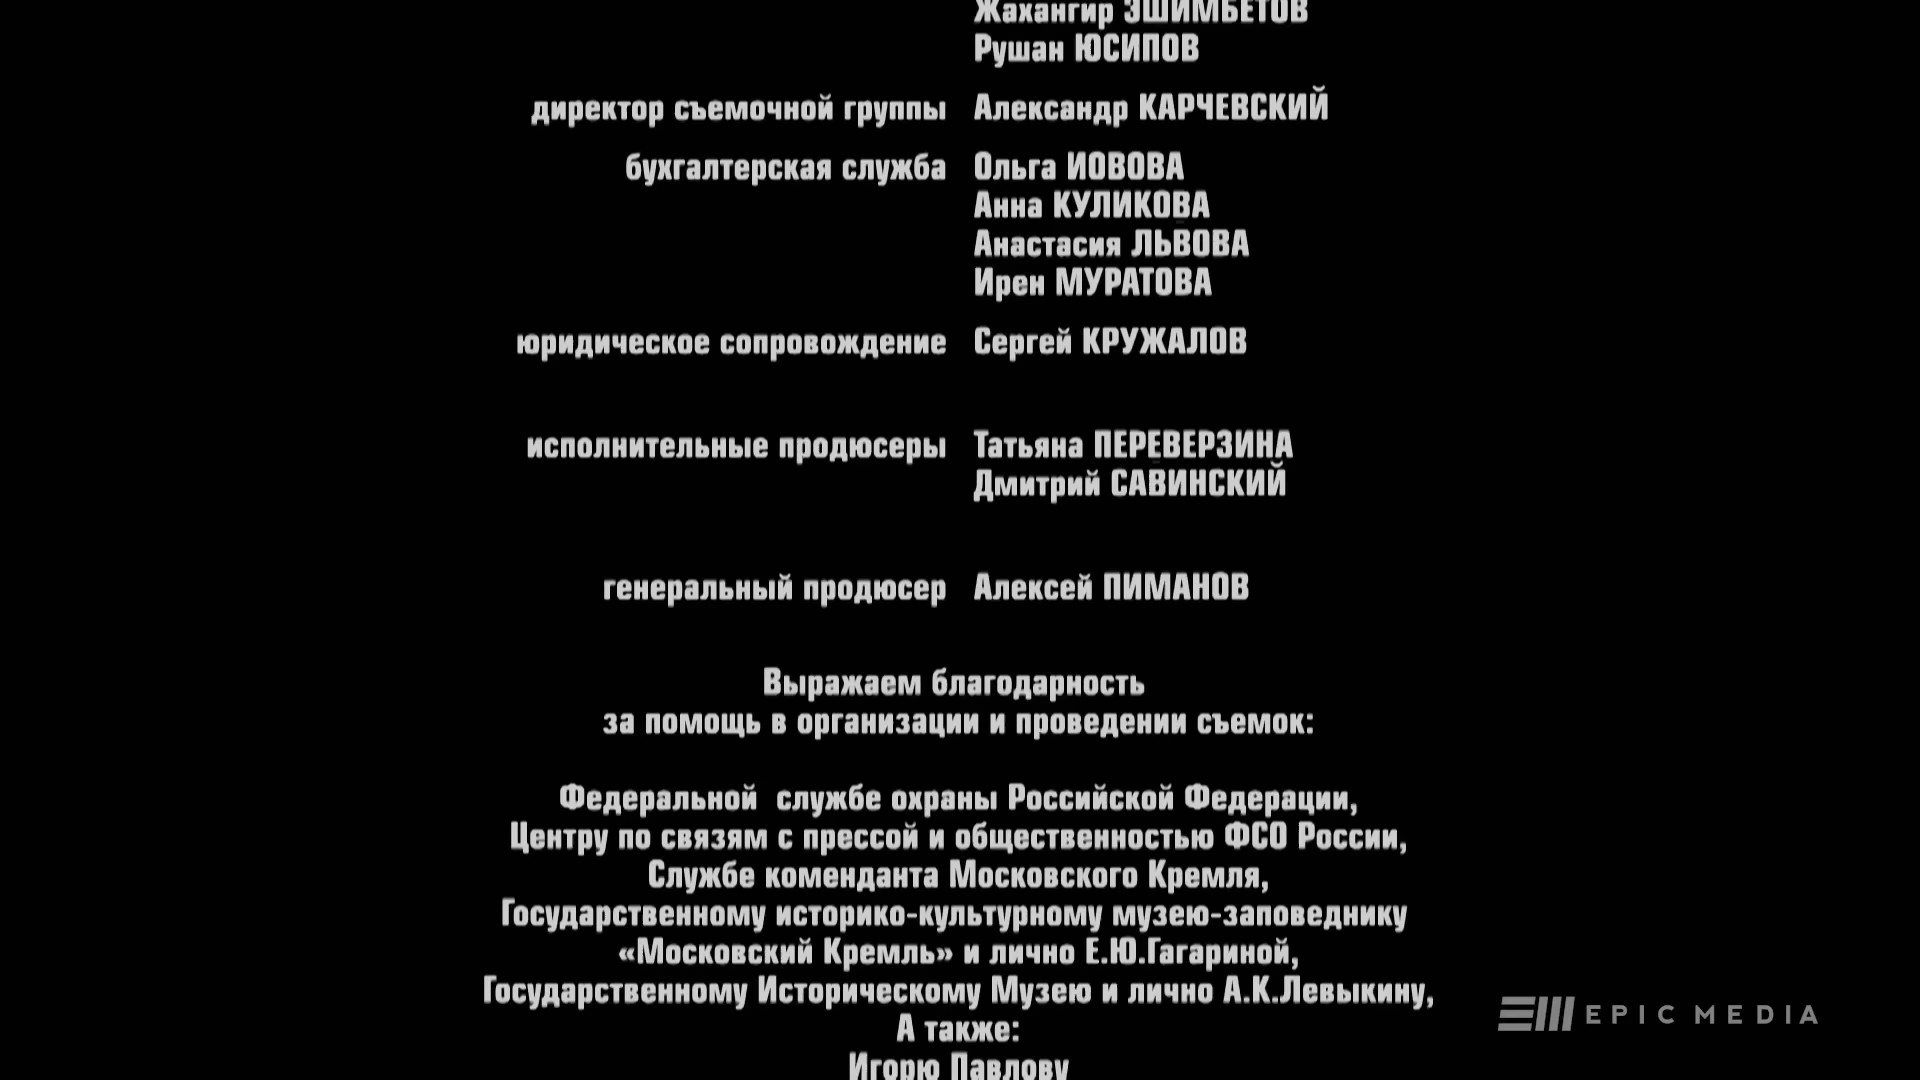 Жахангир ЭШИМБЕТОВ
Рушан ЮСИПОВ
директор съемочной группы Александр КАРЧЕВСКИЙ
бухгалтерская служба Ольга ИОВОВА
Анна КУЛИКОВА
Анастасия ЛЬВОВА
Ирен МУРАТОВА
юридическое сопровождение Сергей КРУЖАЛОВ
исполнительные продюсеры Татьяна ПЕРЕВЕРЗИНА
Дмитрий САВИНСКИЙ
генеральный продюсер Алексей ПИМАНОВ
Выражаем благодарность
за помощь в организации и проведении съемок:
Федеральной службе охраны Российской Федерации,
Центру по связям с прессой и общественностью ФСО России,
Службе коменданта Московского Кремля,
Государственному историко-культурному музею-заповеднику
«Московский Кремль» и лично Е.Ю.Гагариной,
Государственному Историческому Музею и лично А.К.Левыкину,
А также:
Игорю Павлову
EPIC MEDIA